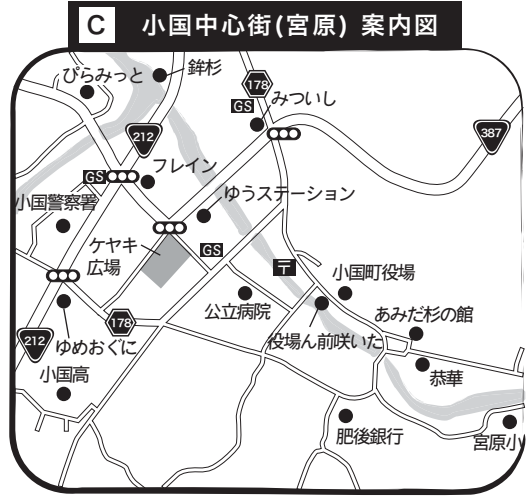 C 小国中心街(宮原) 案内図
ぴらみっと
鉾杉
178
GS
みついし
212
387
GS
フレイン
小国警察署
ゆうステーション
ケヤキ
広場
GS
〒
小国町役場
公立病院
あみだ杉の館
178
役場ん前咲いた
212
ゆめおぐに
小国高
恭華
肥後銀行
宮原小